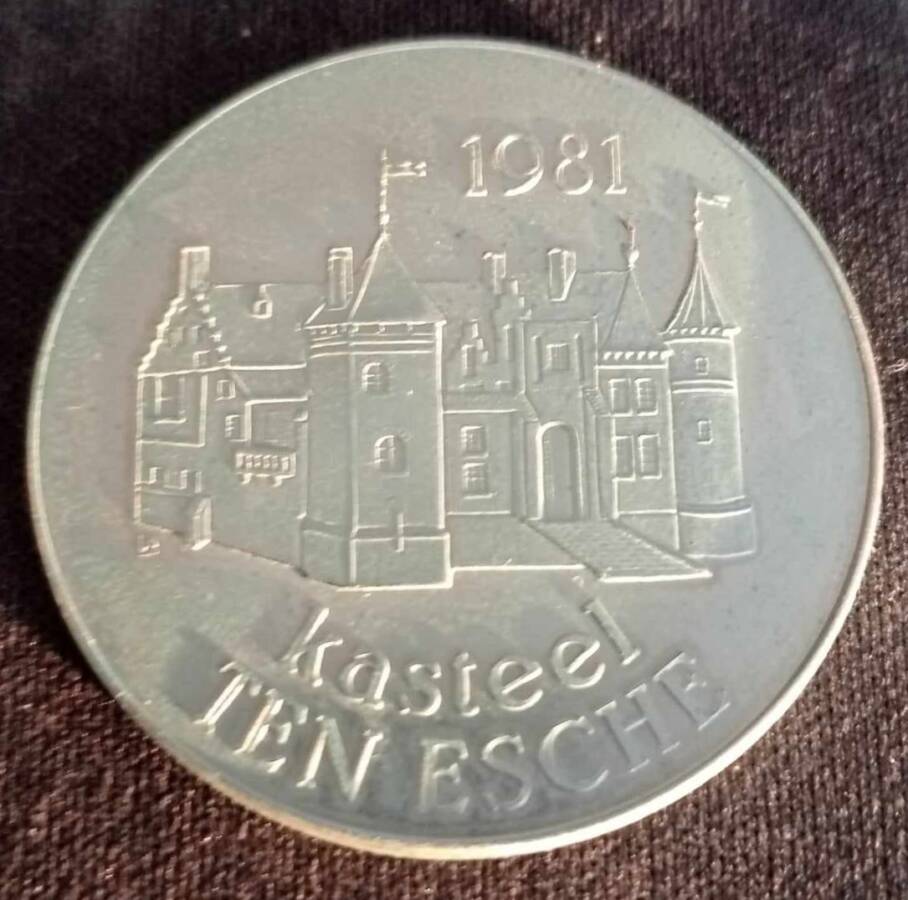 1981
kasteel
TEN ESCHE